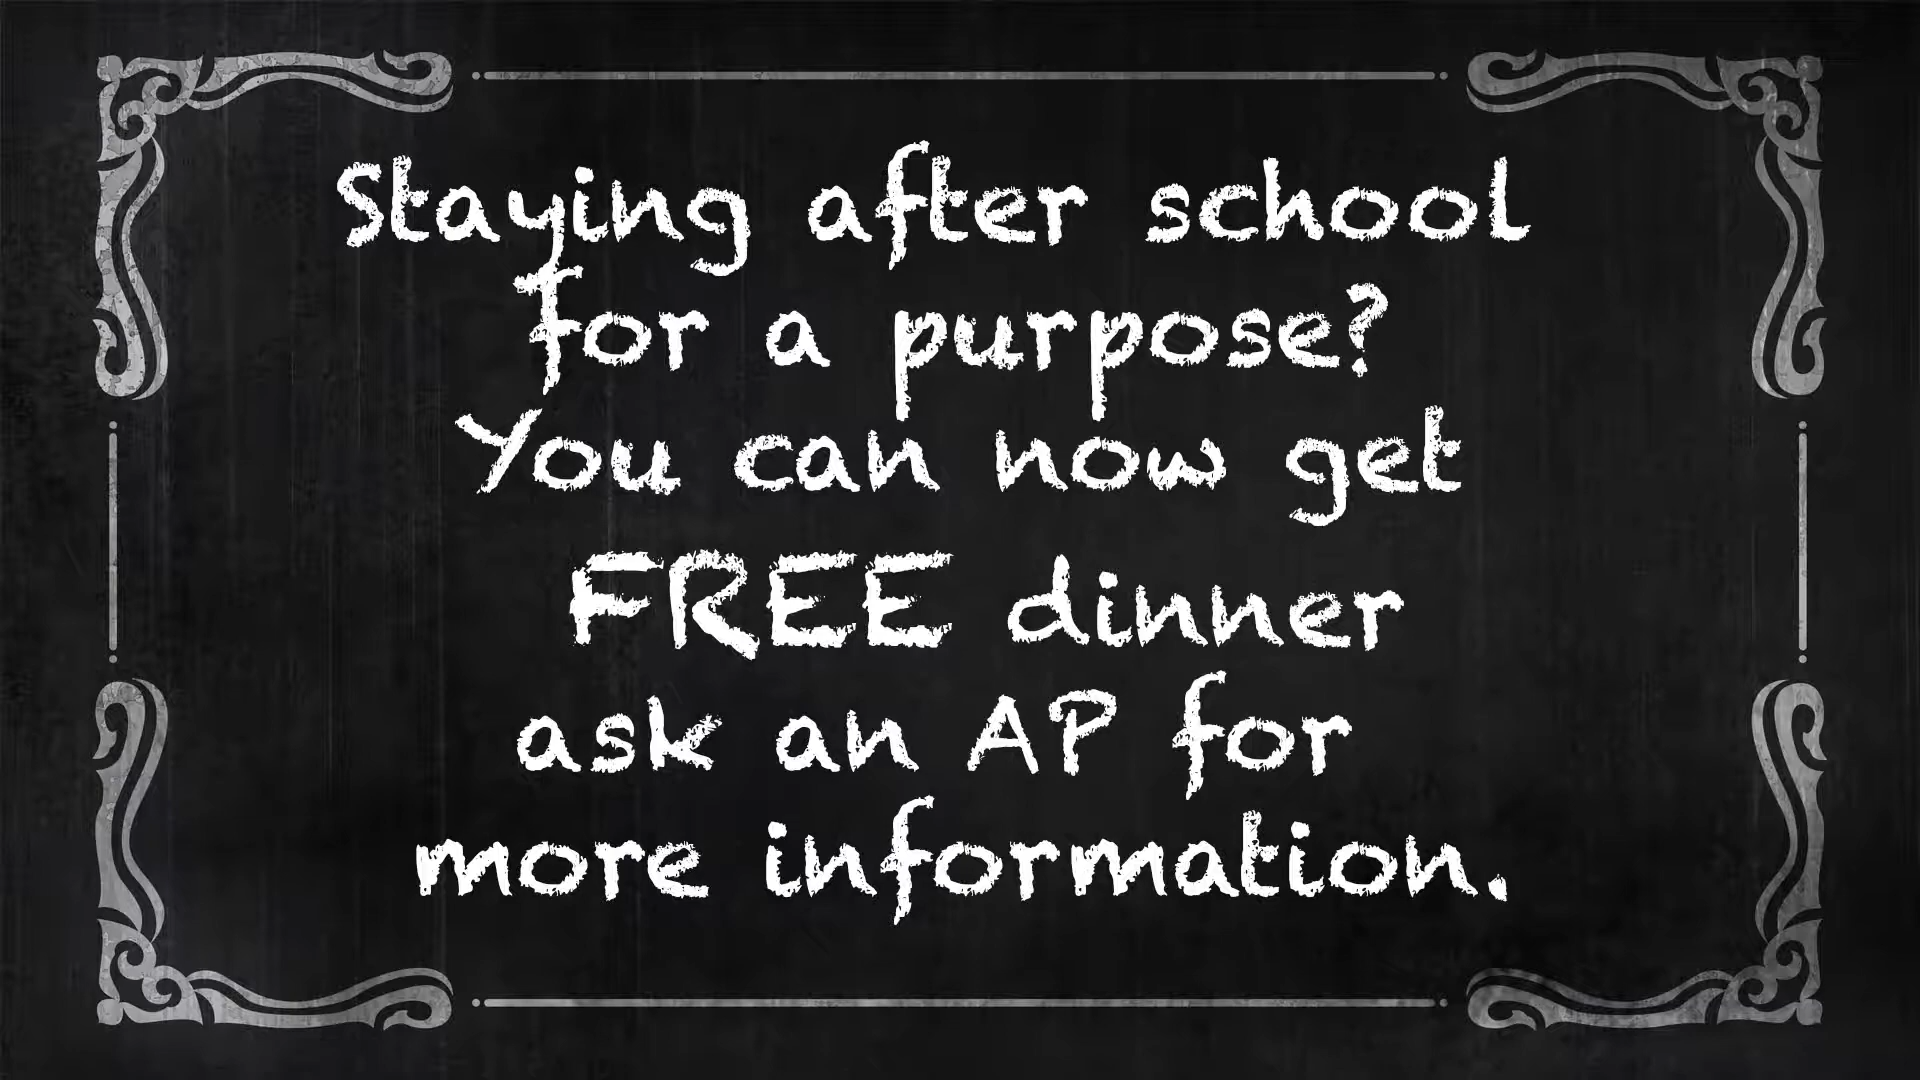 Staying after school
for a purpose?
You can now get
FREE dinner
ask an AP for
more information.